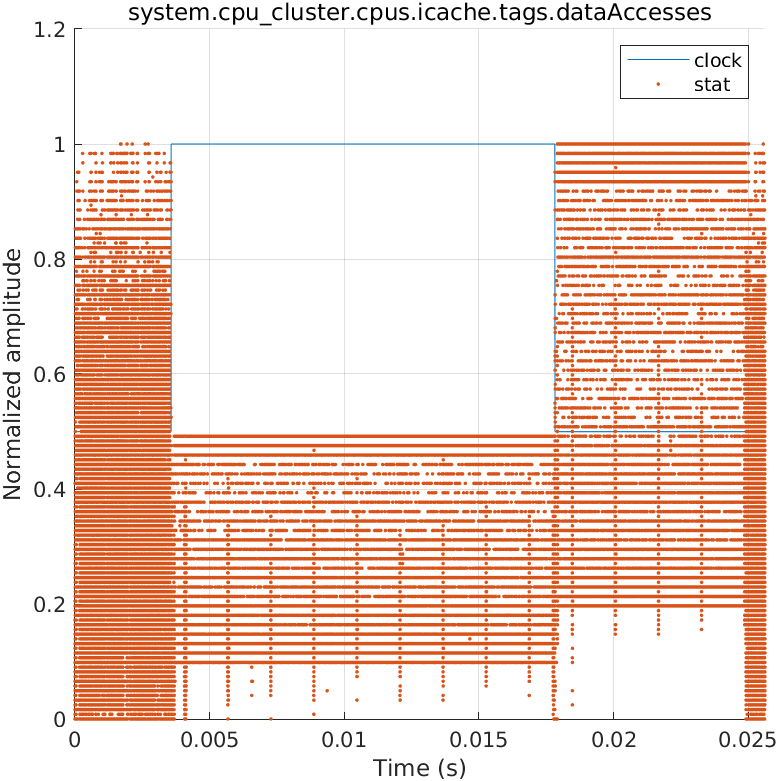 system.cpu_cluster.cpus.icache.tags.dataAccesses
1.2
clock
stat
1
0.8
0.6
0.4
0.2
0
Normalized amplitude
0
0.005
0.01
0.015
0.02
0.025
Time (s)